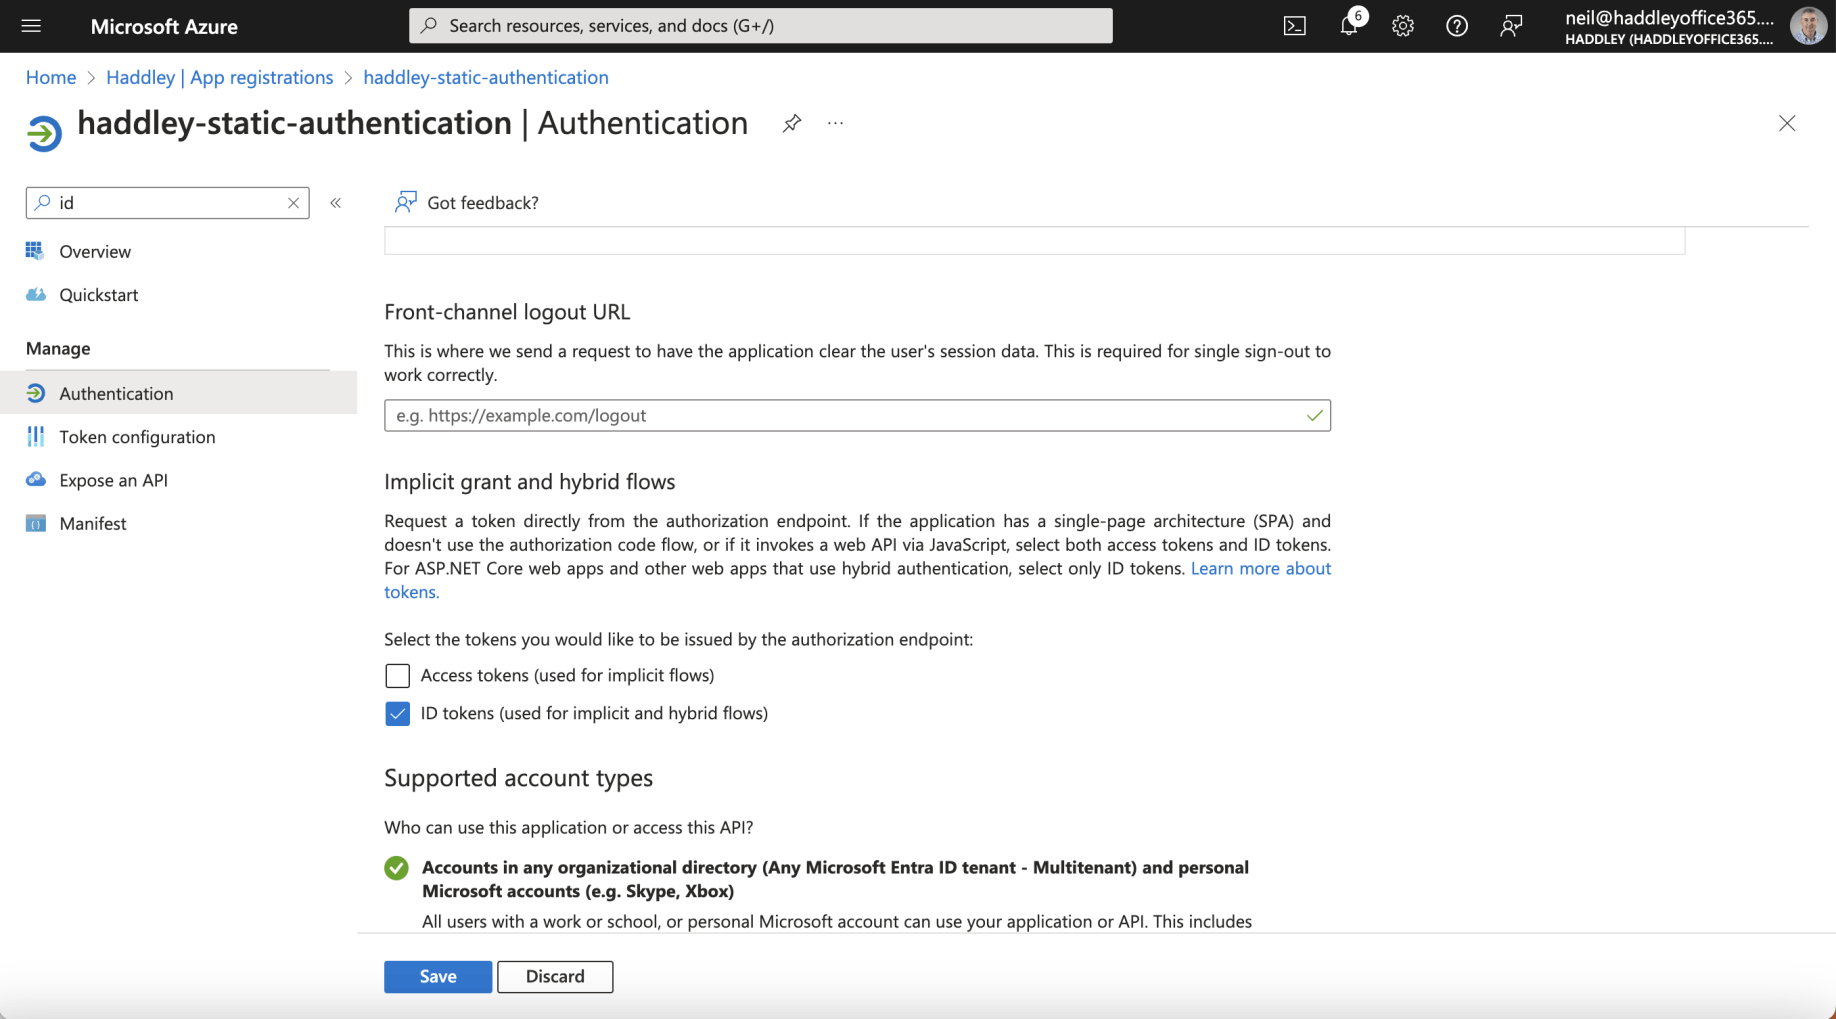 Microsoft Azure
Search resources, services, and docs (G+/)
6
neil@haddleyoffice365....
HADDLEY (HADDLEYOFFICE365....
Home > Haddley | App registrations > haddley-static-authentication
haddley-static-authentication | Authentication
...
id
«
Got feedback?
Overview
Quickstart
Manage
Authentication
Token configuration
Expose an API
Manifest
Front-channel logout URL
This is where we send a request to have the application clear the user's session data. This is required for single sign-out to
work correctly.
e.g. https://example.com/logout
Implicit grant and hybrid flows
Request a token directly from the authorization endpoint. If the application has a single-page architecture (SPA) and
doesn't use the authorization code flow, or if it invokes a web API via JavaScript, select both access tokens and ID tokens.
For ASP.NET Core web apps and other web apps that use hybrid authentication, select only ID tokens. Learn more about
tokens.
Select the tokens you would like to be issued by the authorization endpoint:
Access tokens (used for implicit flows)
ID tokens (used for implicit and hybrid flows)
Supported account types
Who can use this application or access this API?
Accounts in any organizational directory (Any Microsoft Entra ID tenant - Multitenant) and personal
Microsoft accounts (e.g. Skype, Xbox)
All users with a work or school, or personal Microsoft account can use your application or API. This includes
Save
Discard